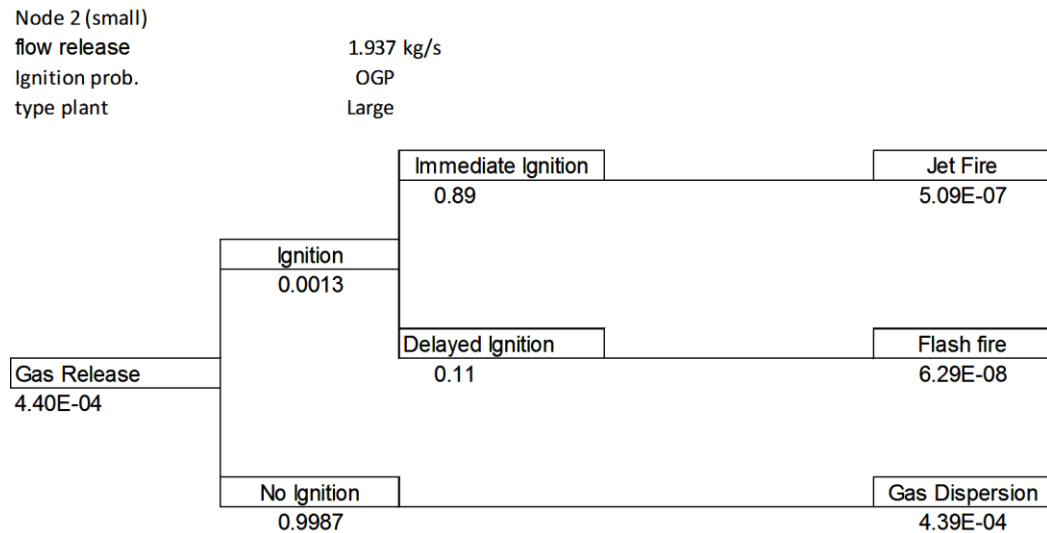 Node 2 (small)
flow release 1.937 kg/s
Ignition prob. OGP
type plant Large
Immediate Ignition Jet Fire
0.89 5.09E-07
Ignition
0.0013
Delayed Ignition Flash fire
Gas Release 0.11 6.29E-08
4.40E-04
No Ignition Gas Dispersion
0.9987 4.39E-04